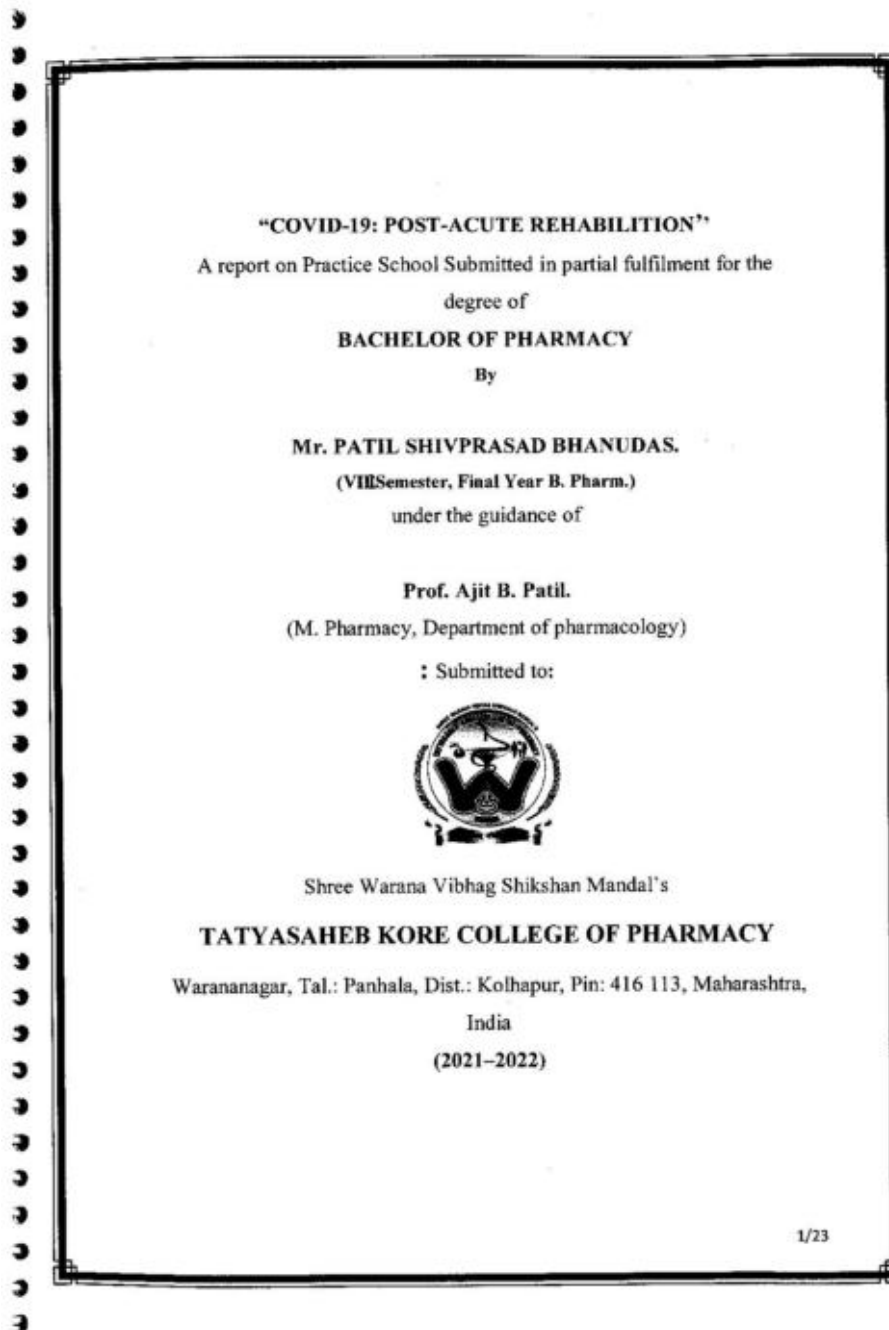 “COVID-19: POST-ACUTE REHABILITION’’
A report on Practice School Submitted in partial fulfilment for the
degree of
BACHELOR OF PHARMACY
By
Mr. PATIL SHIVPRASAD BHANUDAS.
Semester, Final Year B. Pharm.)
under the guidance of
Prof. Ajit B. Patil.
(M. Pharmacy, Department of pharmacology)
: Submitted to:
Shree Warana Vibhag Shikshan Mandal's
TATYASAHEB KORE COLLEGE OF PHARMACY
Warananagar, Tal.: Panhala, Dist.: Kolhapur, Pin: 416 113, Maharashtra,
India
(2021–2022)
1/23